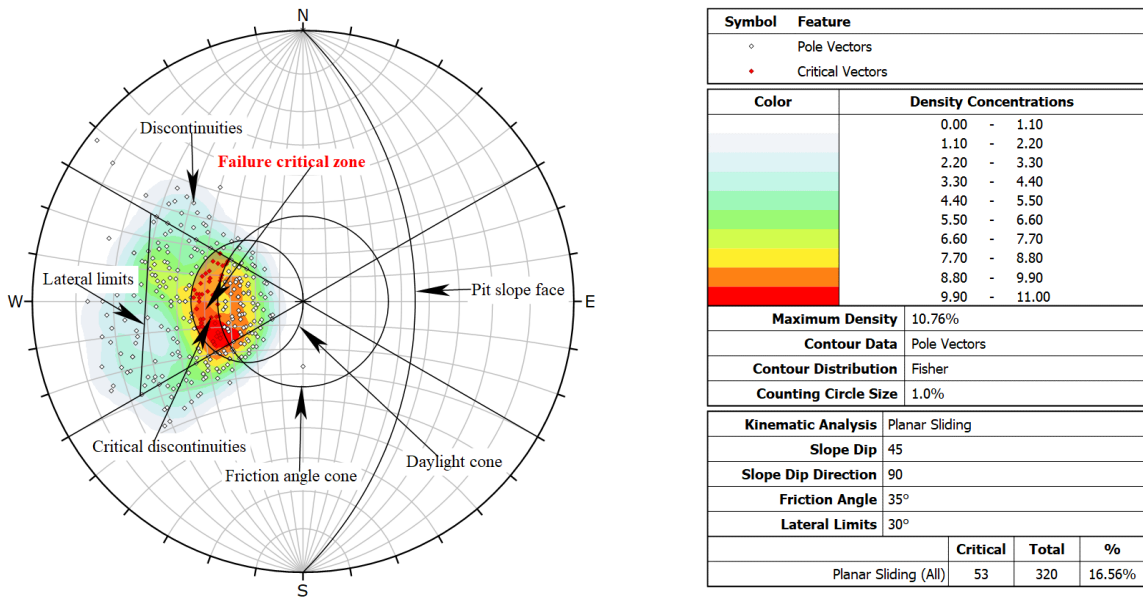 N
Discontinuities
Failure critical zone
Lateral limits
W
E
Pit slope face
Critical discontinuities
Daylight cone
Friction angle cone
S
Symbol Feature
Pole Vectors
Critical Vectors
Color Density Concentrations
0.00 - 1.10
1.10 - 2.20
2.20 - 3.30
3.30 - 4.40
4.40 - 5.50
5.50 - 6.60
6.60 - 7.70
7.70 - 8.80
8.80 - 9.90
9.90 - 11.00
Maximum Density 10.76%
Contour Data Pole Vectors
Contour Distribution Fisher
Counting Circle Size 1.0%
Kinematic Analysis Planar Sliding
Slope Dip 45
Slope Dip Direction 90
Friction Angle 35°
Lateral Limits 30°
Critical Total %
Planar Sliding (All) 53 320 16.56%